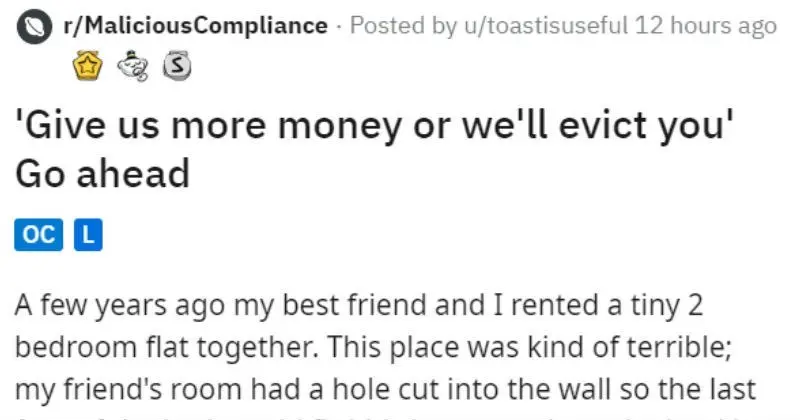 r/MaliciousCompliance · Posted by u/toastisuseful 12 hours ago
S
'Give us more money or we'll evict you'
Go ahead
OC L
A few years ago my best friend and I rented a tiny 2
bedroom flat together. This place was kind of terrible;
my friend's room had a hole cut into the wall so the last